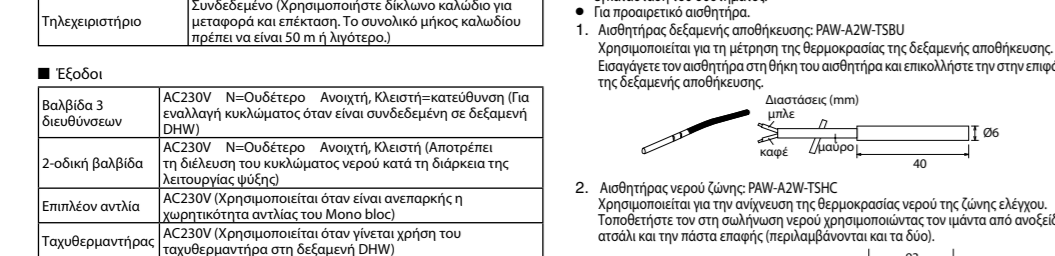 Τηλεχειριστήριο
Συνδεδεμένο (Χρησιμοποιήστε δίκλωνο καλώδιο για
μεταφορά και επέκταση. Το συνολικό μήκος καλωδίου
πρέπει να είναι 50 m ή λιγότερο.)
■ Έξοδοι
Βαλβίδα 3
διευθύνσεων
AC230V N=Ουδέτερο Ανοιχτή, Κλειστή=κατεύθυνση (Για
εναλλαγή κυκλώματος όταν είναι συνδεδεμένη σε δεξαμενή
DHW)
2-οδική βαλβίδα
AC230V N=Ουδέτερο Ανοιχτή, Κλειστή (Αποτρέπει
τη διέλευση του κυκλώματος νερού κατά τη διάρκεια της
λειτουργίας ψύξης)
Επιπλέον αντλία
AC230V (Χρησιμοποιείται όταν είναι ανεπαρκής η
χωρητικότητα αντλίας του Mono bloc)
Ταχυθερμαντήρας
AC230V (Χρησιμοποιείται όταν γίνεται χρήση του
ταχυθερμαντήρα στη δεξαμενή DHW)
● Για προαιρετικό αισθητήρα.
1. Αισθητήρας δεξαμενής αποθήκευσης: PAW-A2W-TSBU
Χρησιμοποιείται για τη μέτρηση της θερμοκρασίας της δεξαμενής αποθήκευσης.
Εισαγάγετε τον αισθητήρα στη θήκη του αισθητήρα και επικολλήστε την στην επιφά
της δεξαμενής αποθήκευσης.
Διαστάσεις (mm)
μπλε
καφέ
μαύρο
Ø6
40
2. Αισθητήρας νερού ζώνης: PAW-A2W-TSHC
Χρησιμοποιείται για την ανίχνευση της θερμοκρασίας νερού της ζώνης ελέγχου.
Τοποθετήστε τον στη σωλήνωση νερού χρησιμοποιώντας τον ιμάντα από ανοξείδ
ατσάλι και την πάστα επαφής (περιλαμβάνονται και τα δύο).